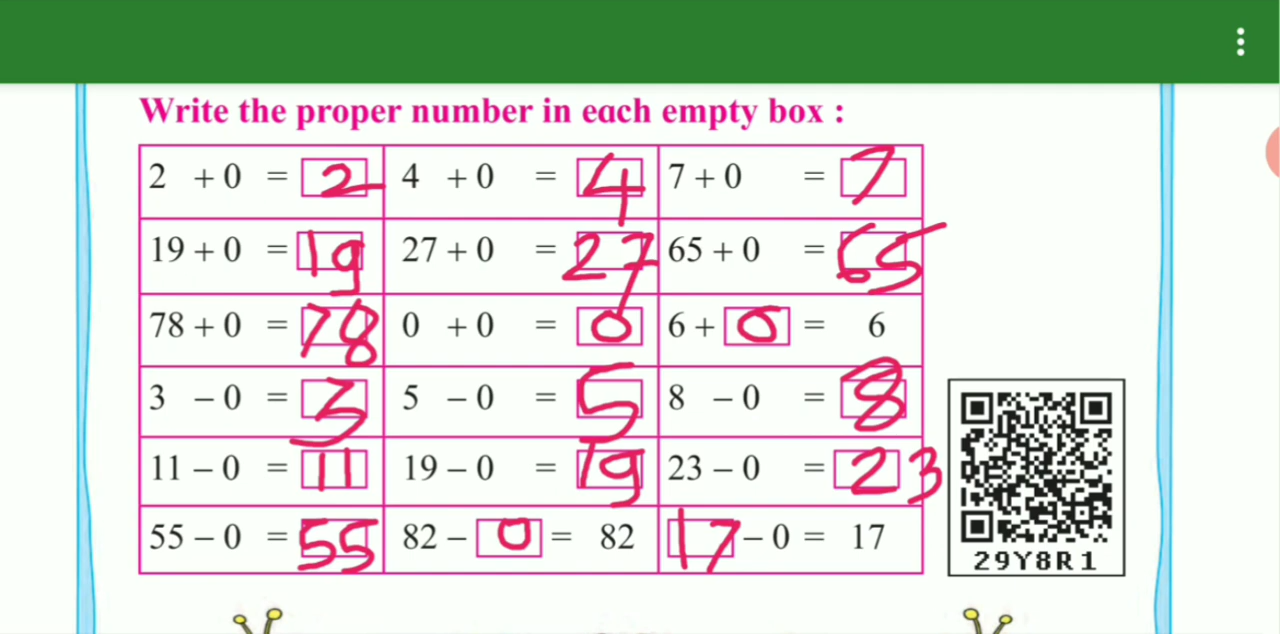 Write the proper number in each empty box :
2 + 0 = 2 4 + 0 = 4 7 + 0 = 7
19 + 0 = 19 27 + 0 = 27 65 + 0 = 65
78 + 0 = 78 0 + 0 = 0 6 + 0 = 6
3 - 0 = 3 5 - 0 = 5 8 - 0 = 8
11 - 0 = 11 19 - 0 = 19 23 - 0 = 23
55 - 0 = 55 82 - 0 = 82 17 - 0 = 17
29Y8R1